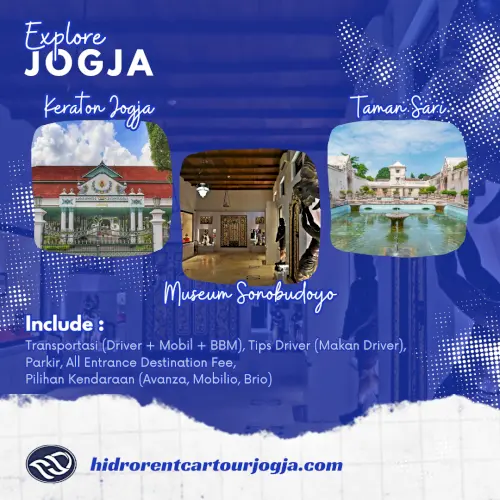 Explore
JOGJA
Keraton Jogja
Taman Sari
Museum Sonobudoyo
Include :
Transportasi (Driver + Mobil + BBM), Tips Driver (Makan Driver),
Parkir, All Entrance Destination Fee,
Pilihan Kendaraan (Avanza, Mobilio, Brio)
hidrorentcartourjogja.com